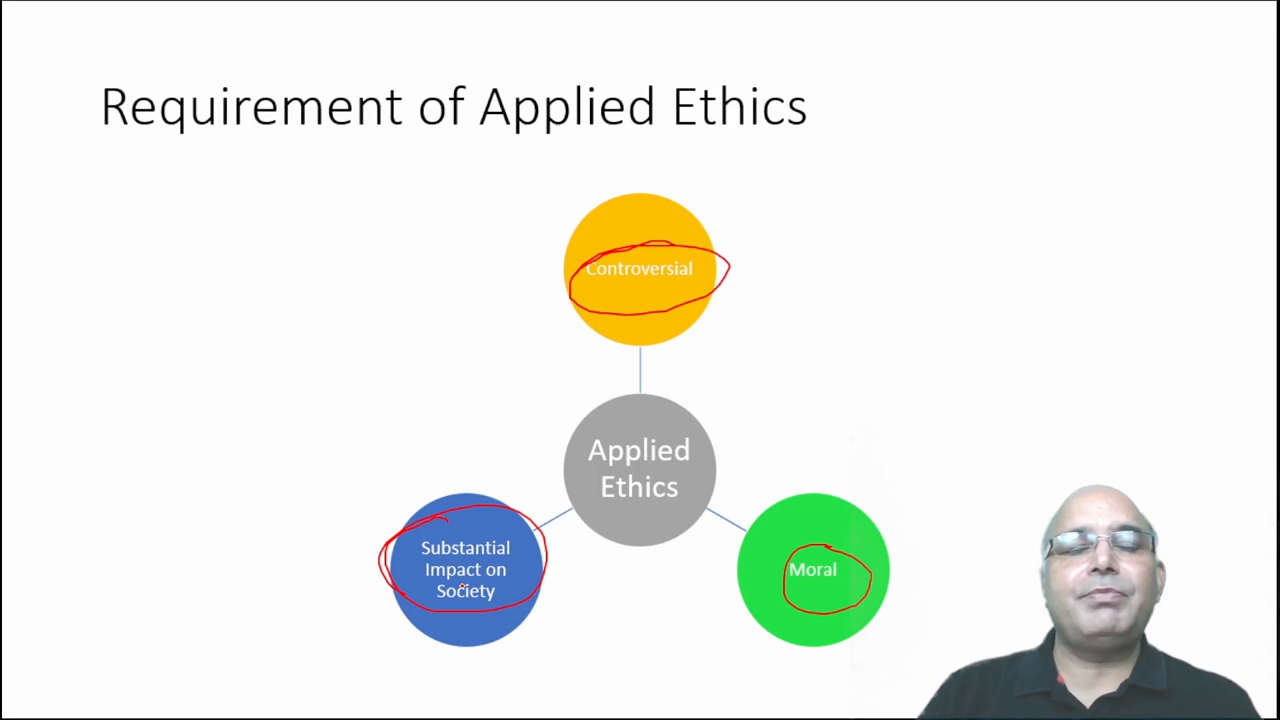 Requirement of Applied Ethics
Controversial
Applied
Ethics
Substantial
Impact on
Society
Moral